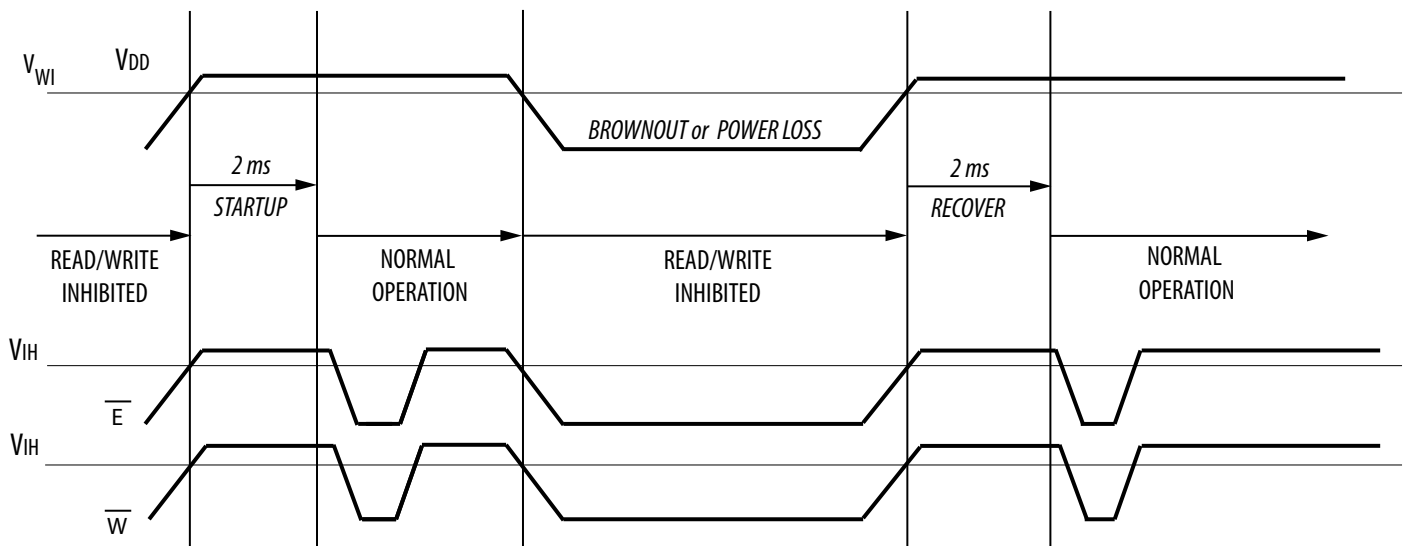 VWI VDD
BROWNOUT or POWER LOSS
2 ms
STARTUP
2 ms
RECOVER
READ/WRITE
INHIBITED
NORMAL
OPERATION
READ/WRITE
INHIBITED
NORMAL
OPERATION
VIH
E
VIH
W